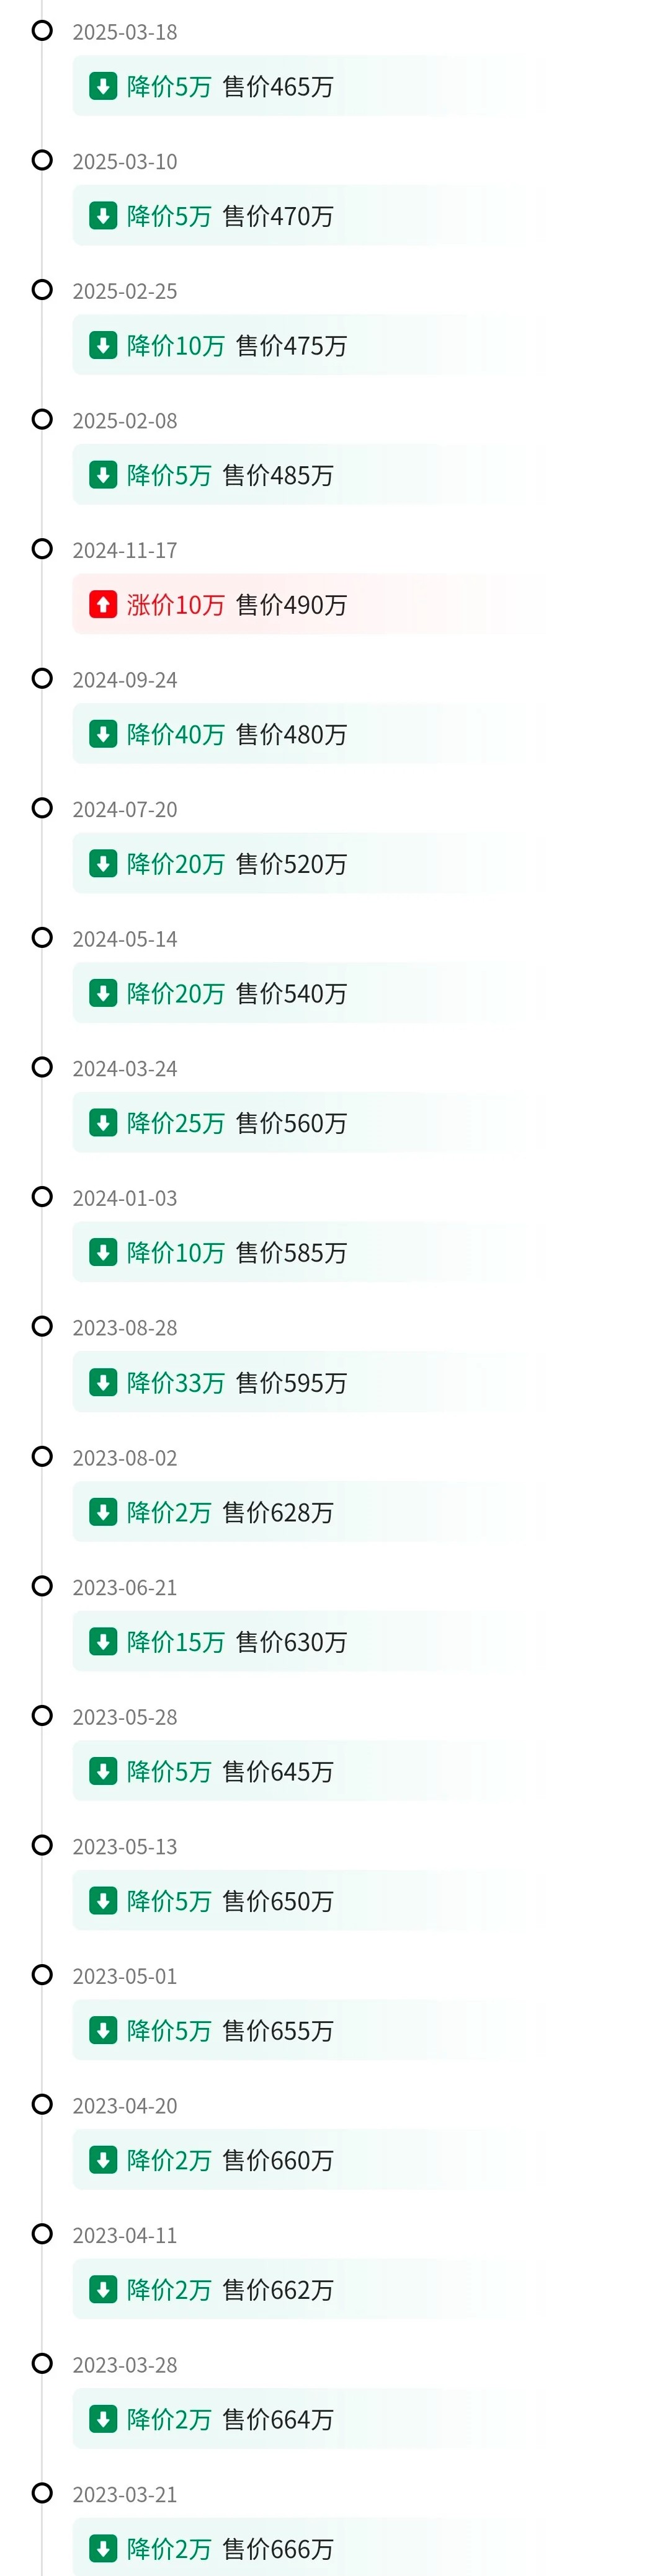 2025-03-18
降价5万 售价465万
2025-03-10
降价5万 售价470万
2025-02-25
降价10万 售价475万
2025-02-08
降价5万 售价485万
2024-11-17
涨价10万 售价490万
2024-09-24
降价40万 售价480万
2024-07-20
降价20万 售价520万
2024-05-14
降价20万 售价540万
2024-03-24
降价25万 售价560万
2024-01-03
降价10万 售价585万
2023-08-28
降价33万 售价595万
2023-08-02
降价2万 售价628万
2023-06-21
降价15万 售价630万
2023-05-28
降价5万 售价645万
2023-05-13
降价5万 售价650万
2023-05-01
降价5万 售价655万
2023-04-20
降价2万 售价660万
2023-04-11
降价2万 售价662万
2023-03-28
降价2万 售价664万
2023-03-21
降价2万 售价666万